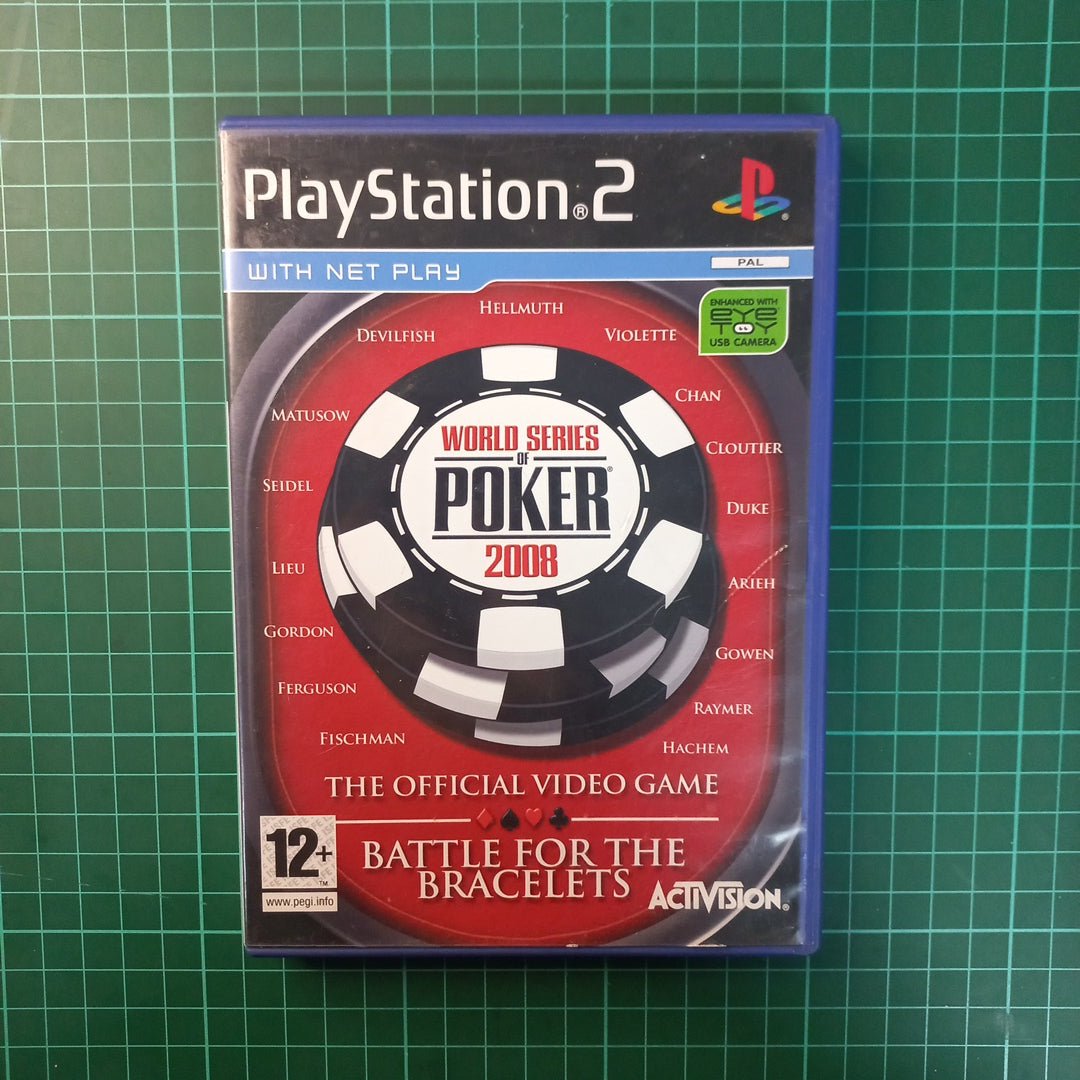 PlayStation®2
WITH NET PLAY
PAL
ENHANCED WITH
EYE
TOY
USB CAMERA
HELLMUTH
DEVILFISH
VIOLETTE
MATUSOW
CHAN
SEIDEL
CLOUTIER
DUKE
LIEU
ARIEH
GORDON
GOWEN
FERGUSON
RAYMER
FISCHMAN
HACHEM
WORLD SERIES
OF
POKER®
2008
THE OFFICIAL VIDEO GAME
BATTLE FOR THE
BRACELETS
12+
TM
www.pegi.info
ACTIVISION®